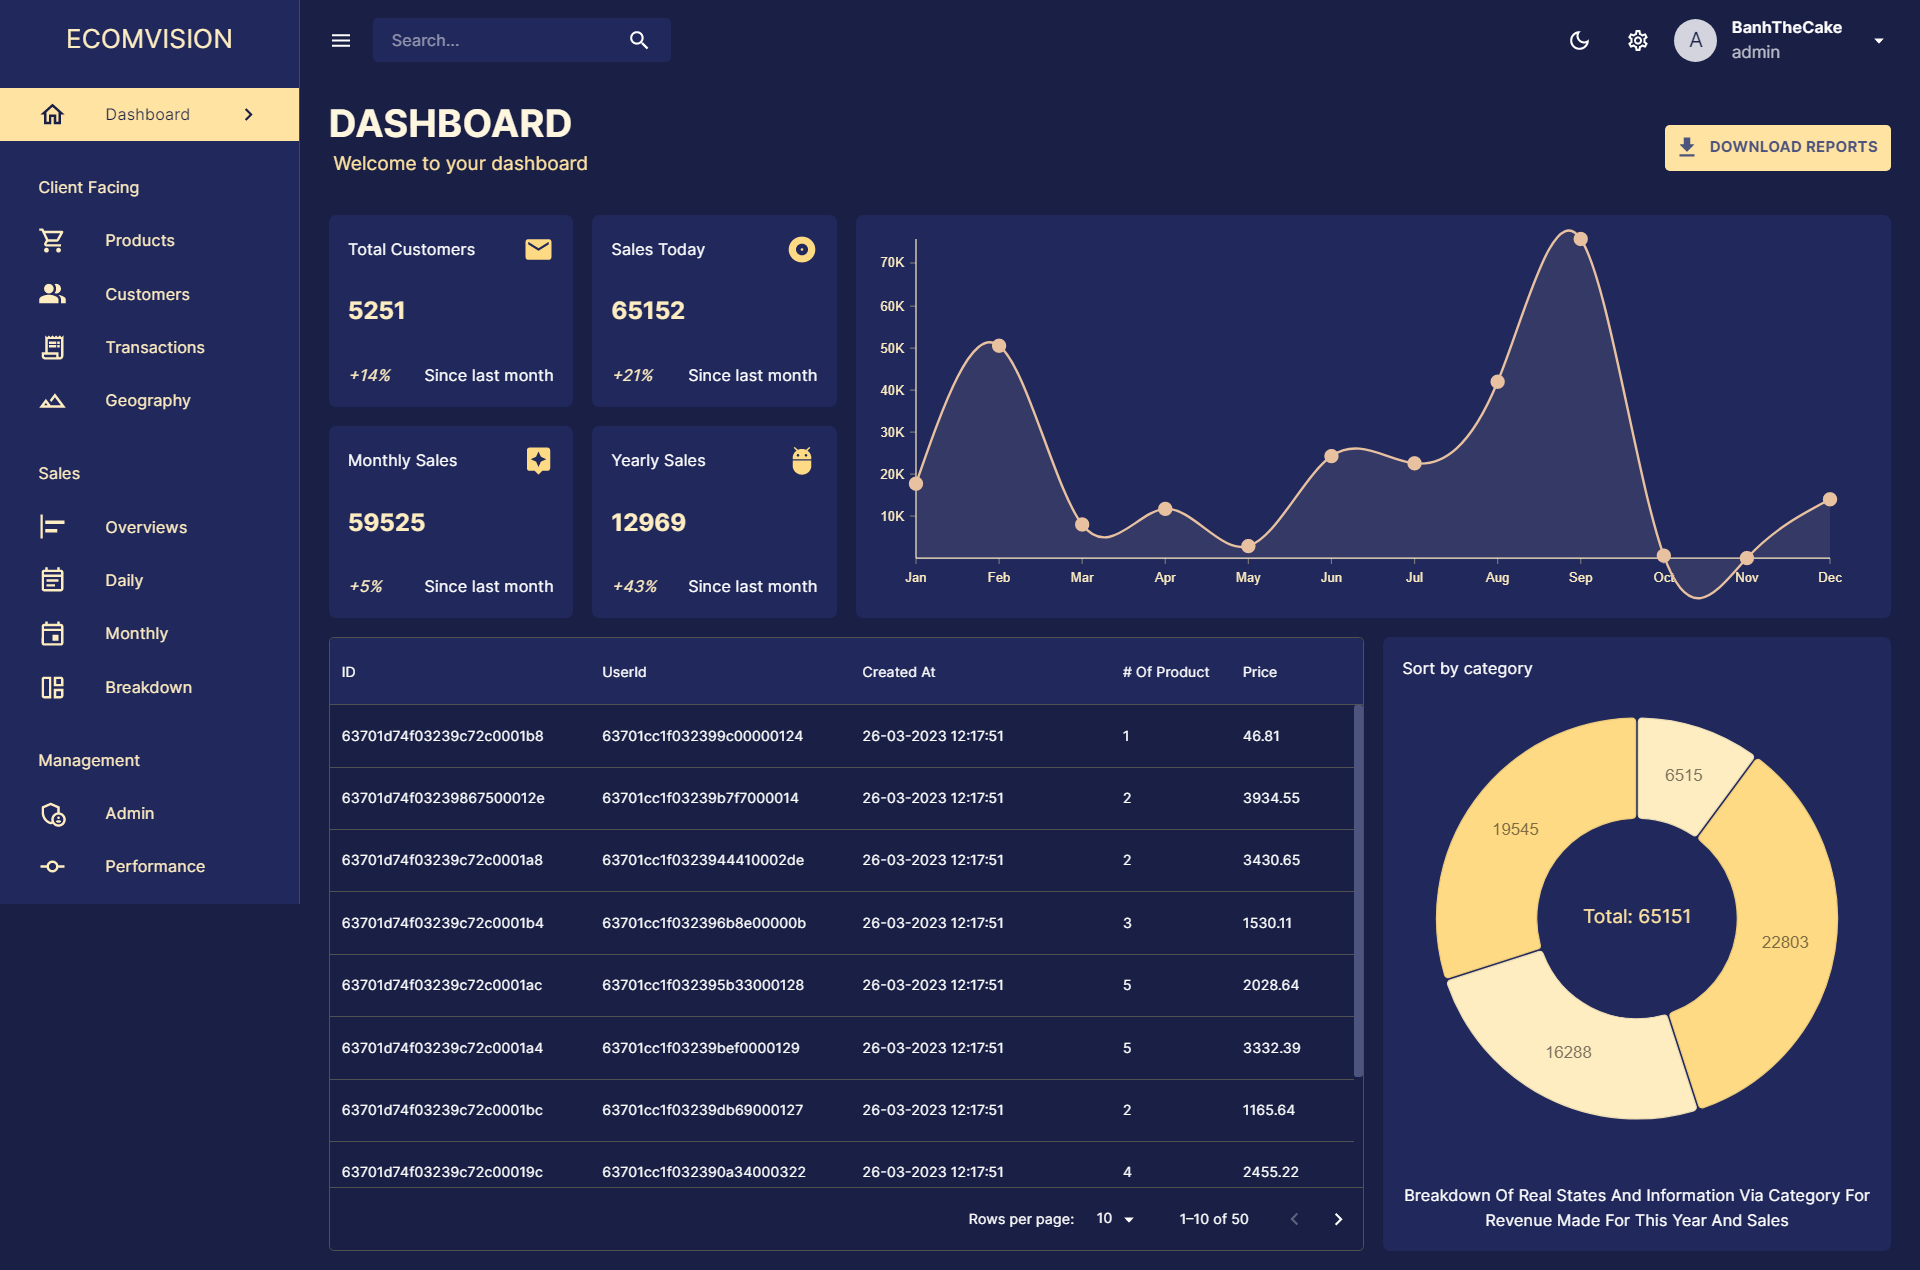 ECOMVISION
Search...
A
BanhTheCake
admin
Dashboard
Client Facing
Products
Customers
Transactions
Geography
Sales
Overviews
Daily
Monthly
Breakdown
Management
Admin
Performance
DASHBOARD
Welcome to your dashboard
DOWNLOAD REPORTS
Total Customers
5251
+14% Since last month
Sales Today
65152
+21% Since last month
Monthly Sales
59525
+5% Since last month
Yearly Sales
12969
+43% Since last month
70K
60K
50K
40K
30K
20K
10K
Jan Feb Mar Apr May Jun Jul Aug Sep Oct Nov Dec
ID UserId Created At # Of Product Price
63701d74f03239c72c0001b8 63701cc1f032399c00000124 26-03-2023 12:17:51 1 46.81
63701d74f03239867500012e 63701cc1f03239b7f7000014 26-03-2023 12:17:51 2 3934.55
63701d74f03239c72c0001a8 63701cc1f0323944410002de 26-03-2023 12:17:51 2 3430.65
63701d74f03239c72c0001b4 63701cc1f032396b8e00000b 26-03-2023 12:17:51 3 1530.11
63701d74f03239c72c0001ac 63701cc1f032395b33000128 26-03-2023 12:17:51 5 2028.64
63701d74f03239c72c0001a4 63701cc1f03239bef0000129 26-03-2023 12:17:51 5 3332.39
63701d74f03239c72c0001bc 63701cc1f03239db69000127 26-03-2023 12:17:51 2 1165.64
63701d74f03239c72c00019c 63701cc1f032390a34000322 26-03-2023 12:17:51 4 2455.22
Rows per page: 10 1–10 of 50
Sort by category
6515
19545
Total: 65151
22803
16288
Breakdown Of Real States And Information Via Category For
Revenue Made For This Year And Sales